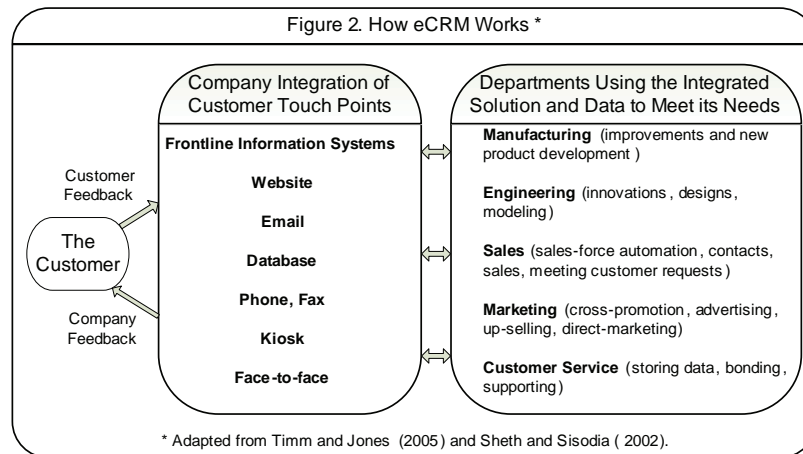 Figure 2. How eCRM Works *
Company Integration of
Customer Touch Points
Frontline Information Systems
Website
Email
Database
Phone, Fax
Kiosk
Face-to-face
Departments Using the Integrated
Solution and Data to Meet its Needs
Manufacturing (improvements and new
product development )
Engineering (innovations, designs,
modeling)
Sales (sales-force automation, contacts,
sales, meeting customer requests)
Marketing (cross-promotion, advertising,
up-selling, direct-marketing)
Customer Service (storing data, bonding,
supporting)
Customer
Feedback
The
Customer
Company
Feedback
* Adapted from Timm and Jones (2005) and Sheth and Sisodia ( 2002).